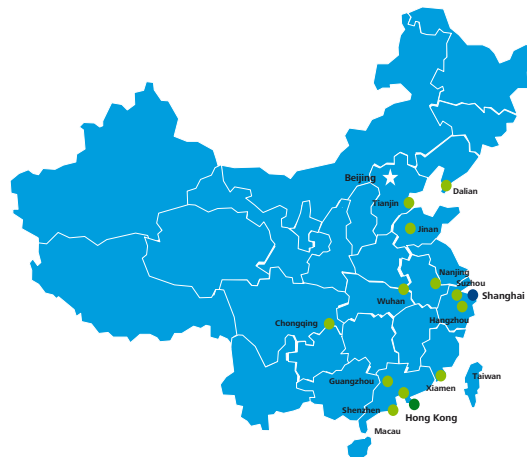 Beijing
Dalian
Tianjin
Jinan
Nanjing
Suzhou
Shanghai
Wuhan
Hangzhou
Chongqing
Guangzhou
Taiwan
Xiamen
Shenzhen
Hong Kong
Macau